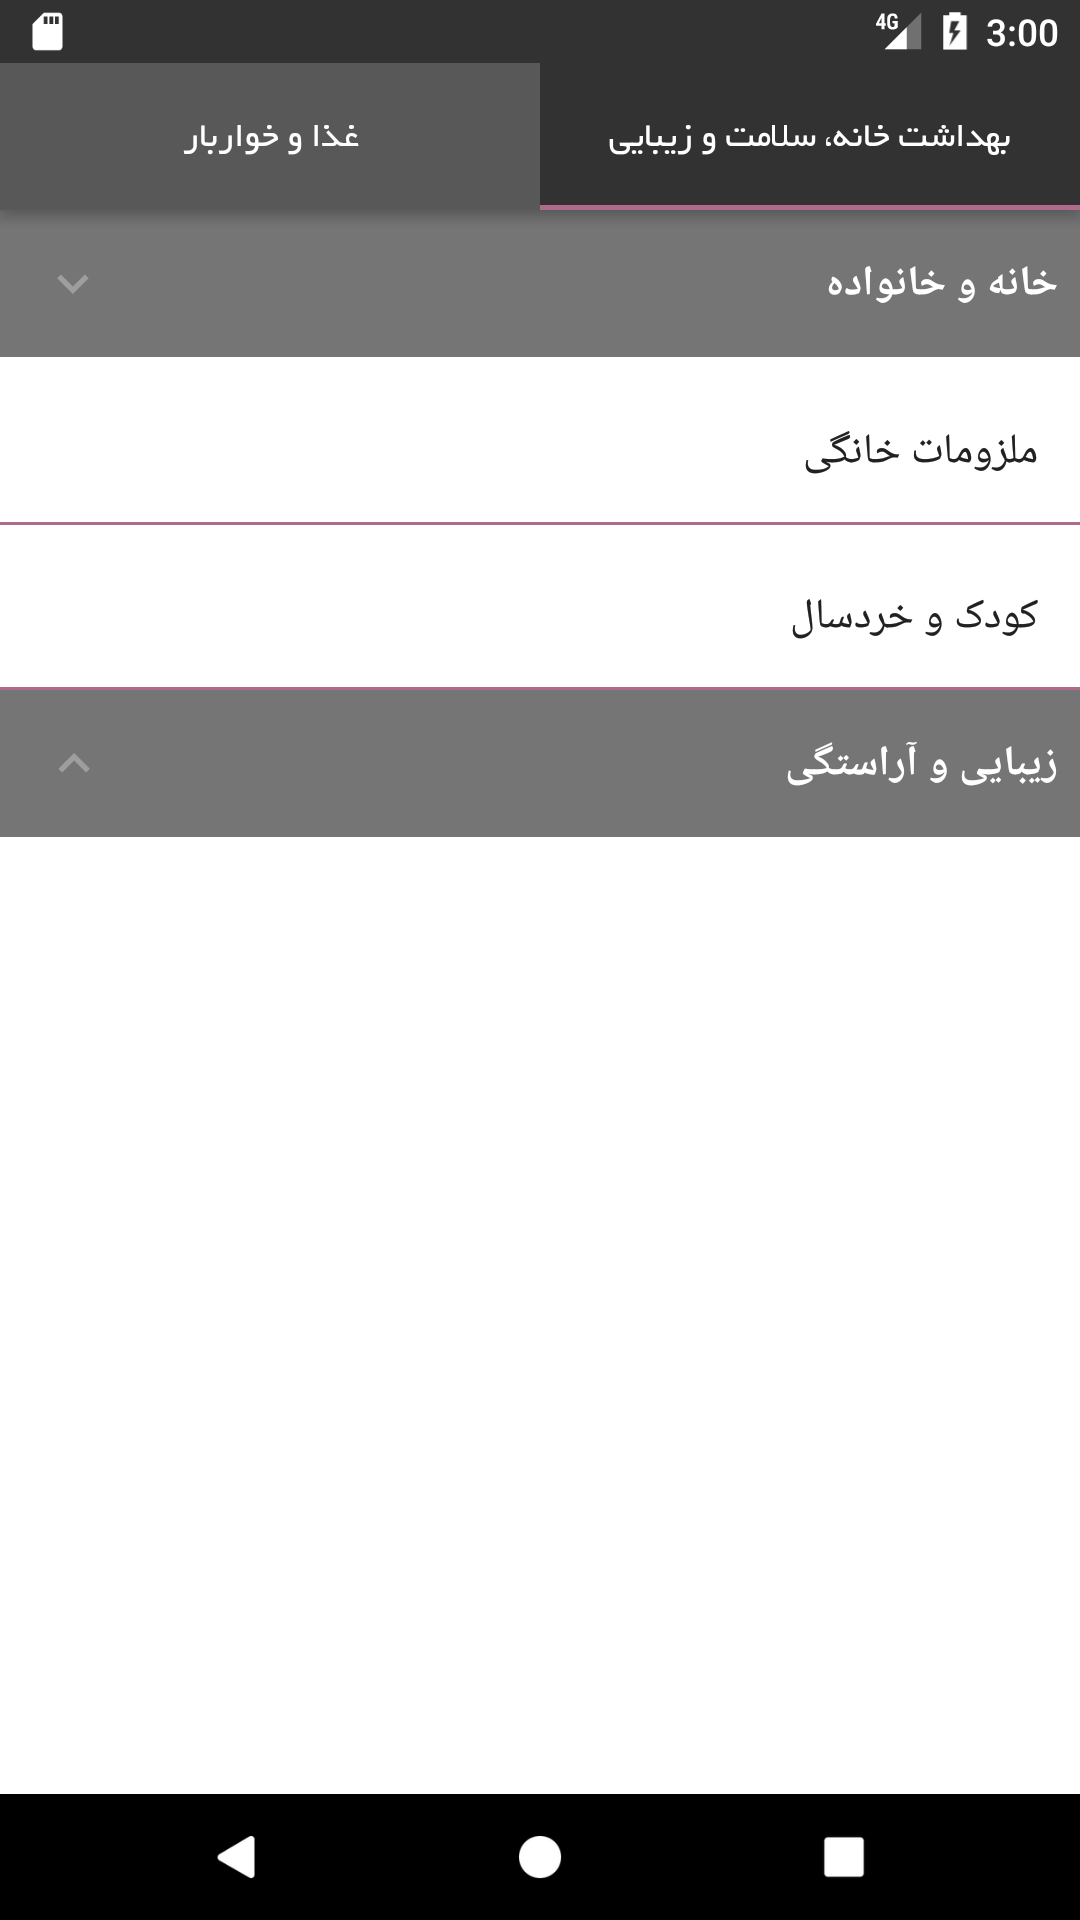 4G 3:00
بهداشت خانه، سلامت و زیبایی
غذا و خواربار
خانه و خانواده
ملزومات خانگی
کودک و خردسال
زیبایی و آراستگی